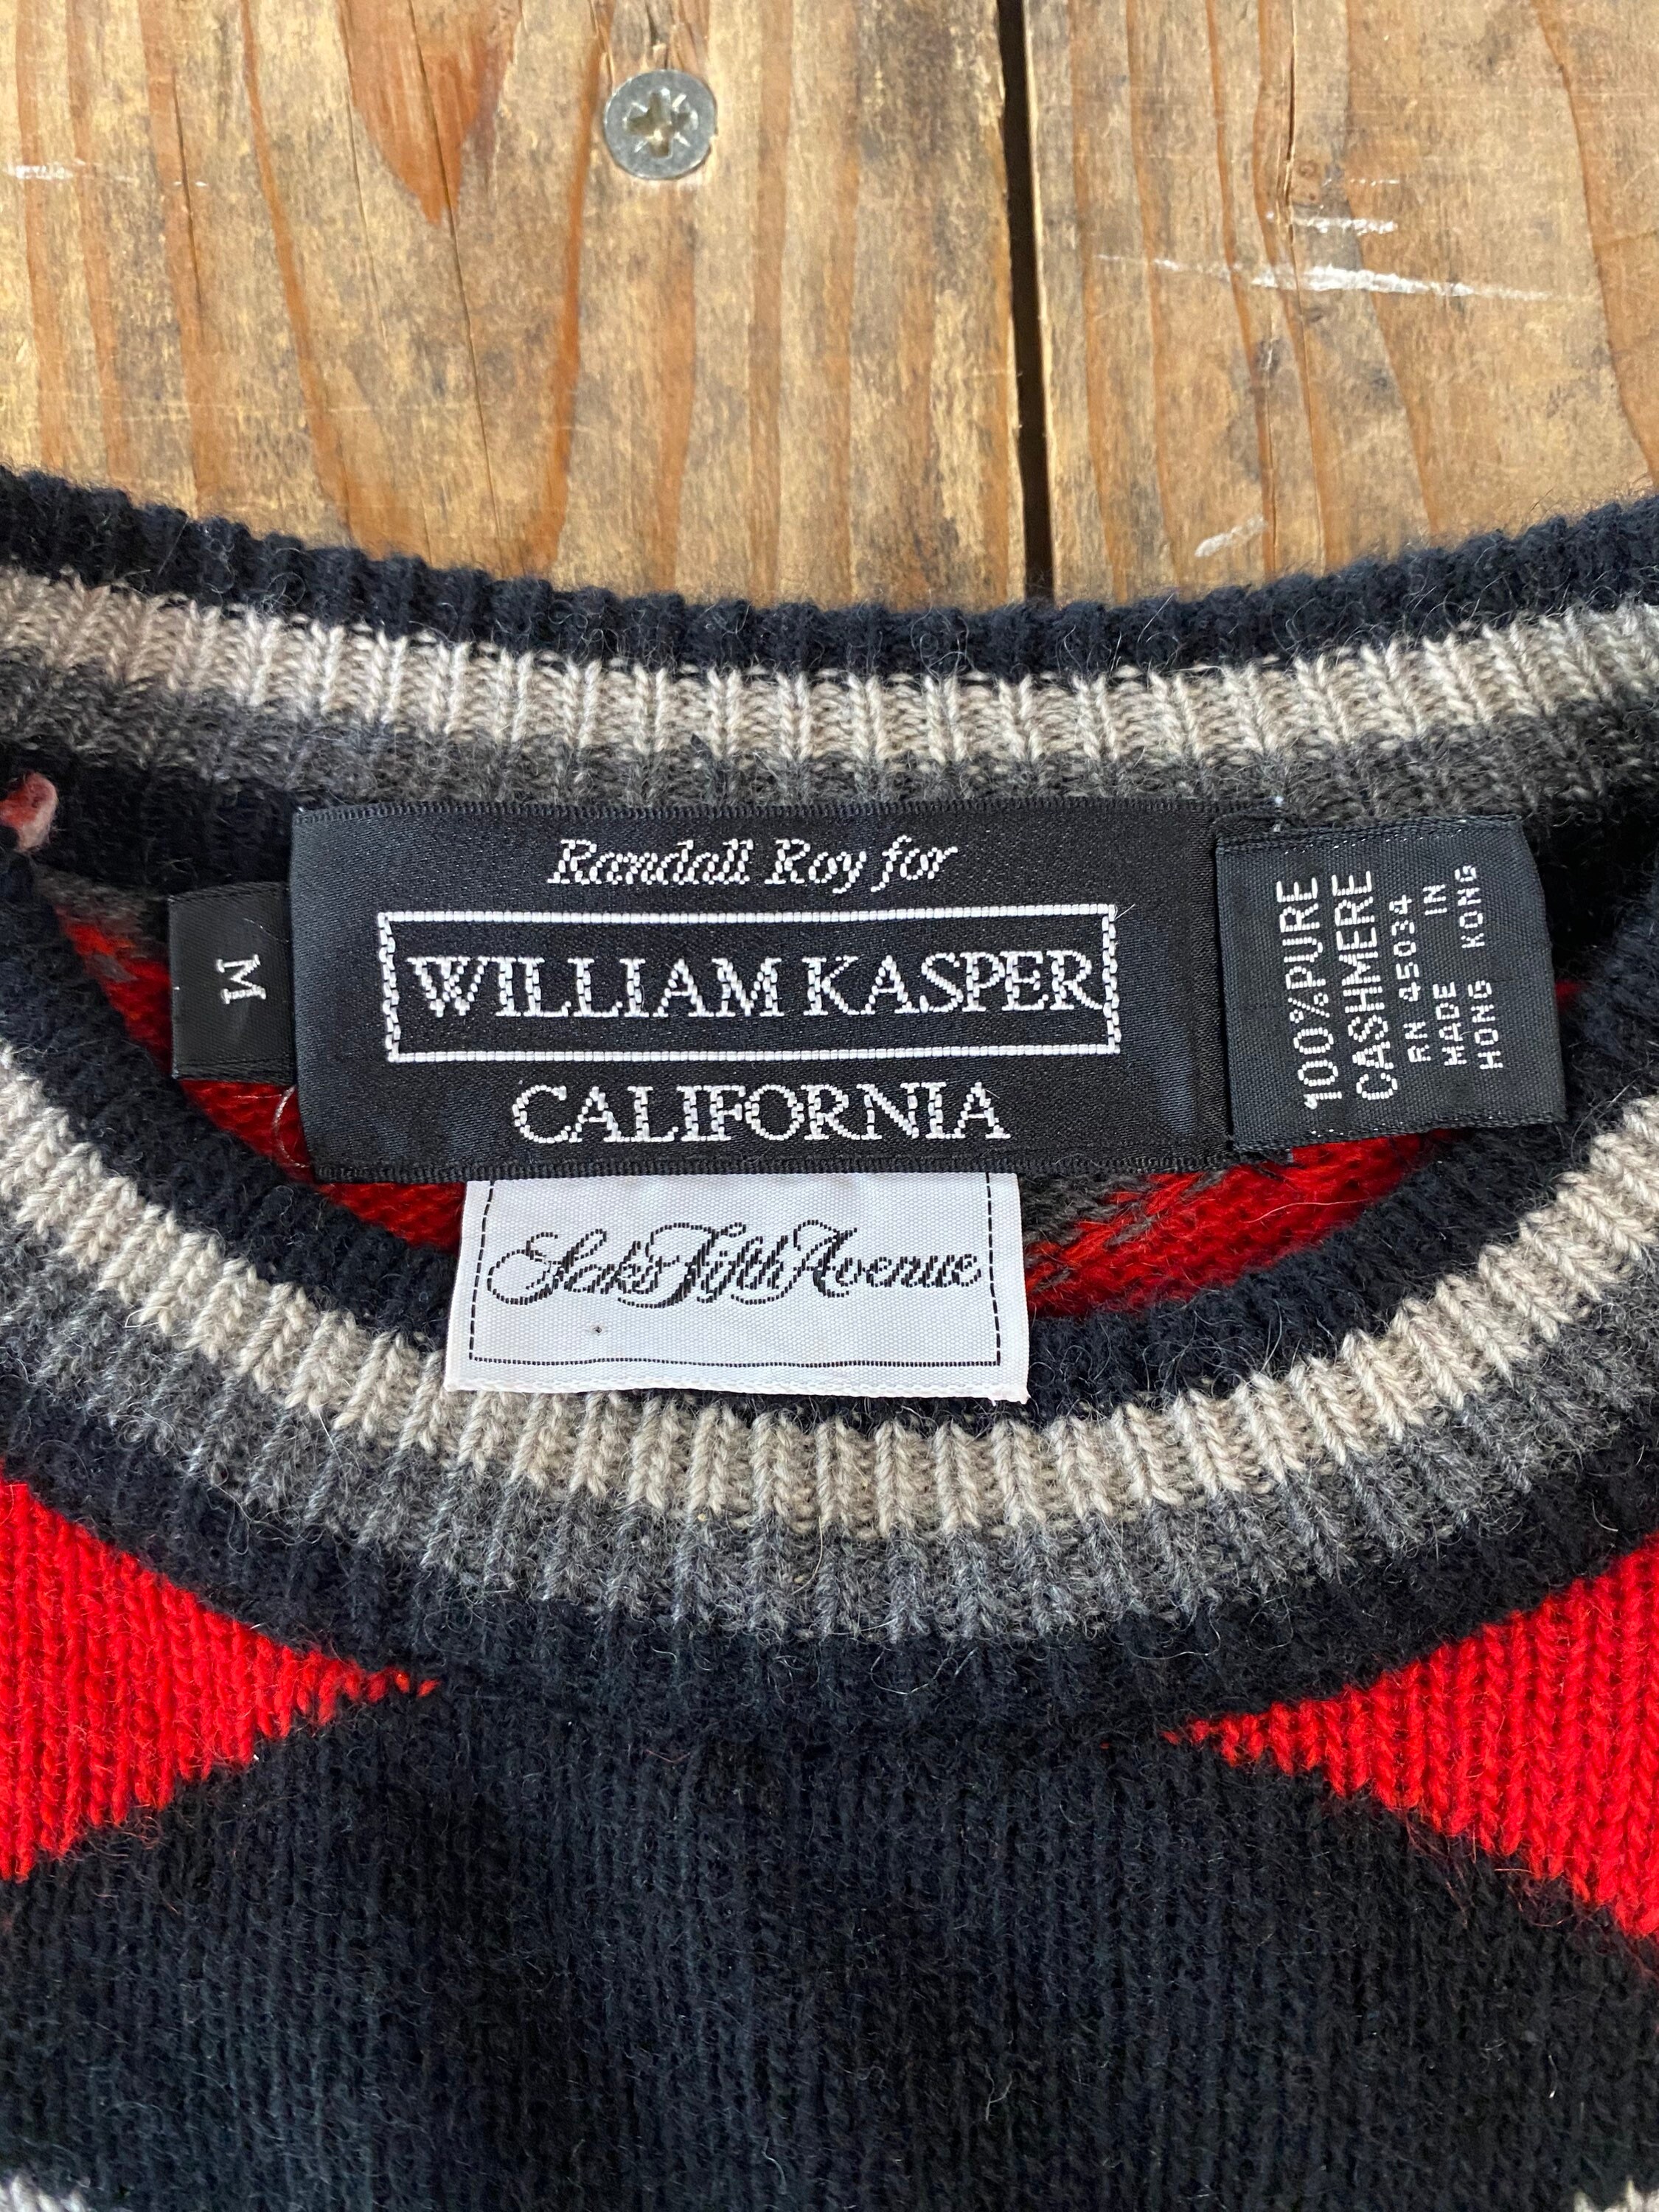 Randall Roy for
WILLIAM KASPER
CALIFORNIA
M
100%PURE
CASHMERE
RN 45034
MADE IN
HONG KONG
Saks Fifth Avenue